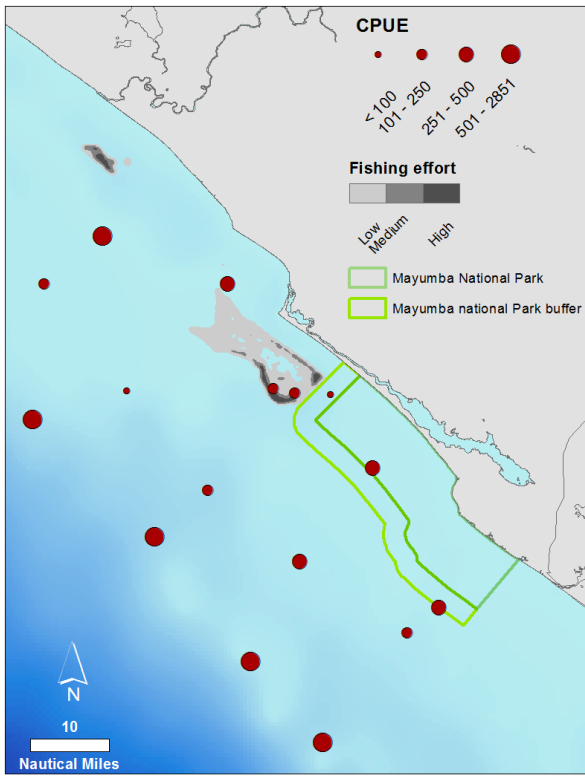 CPUE
<100
101 - 250
251 - 500
501 - 2851
Fishing effort
Low
Medium
High
Mayumba National Park
Mayumba national Park buffer
N
10
Nautical Miles